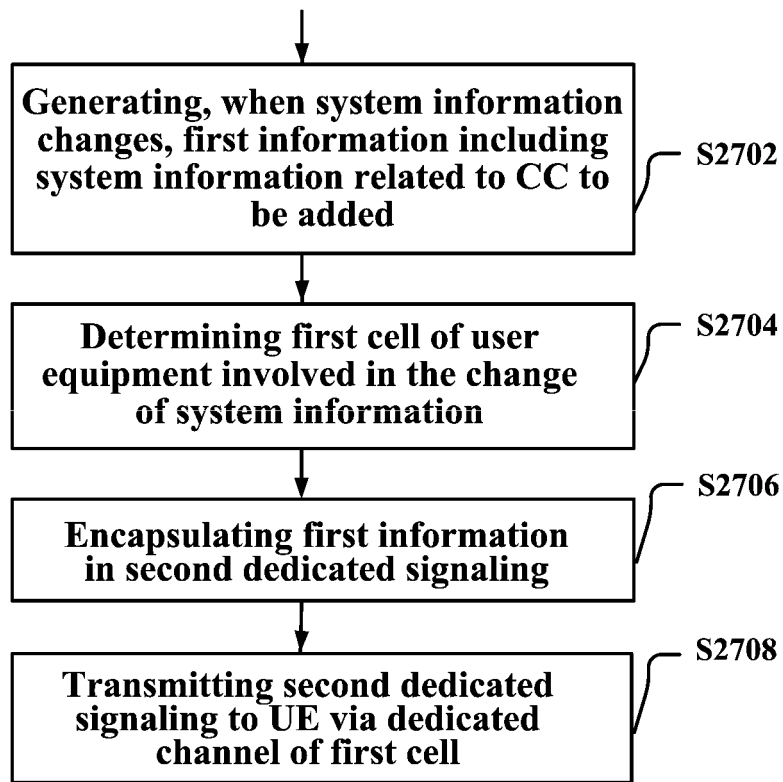 Generating, when system information
changes, first information including
system information related to CC to
be added
S2702
Determining first cell of user
equipment involved in the change
of system information
S2704
Encapsulating first information
in second dedicated signaling
S2706
Transmitting second dedicated
signaling to UE via dedicated
channel of first cell
S2708